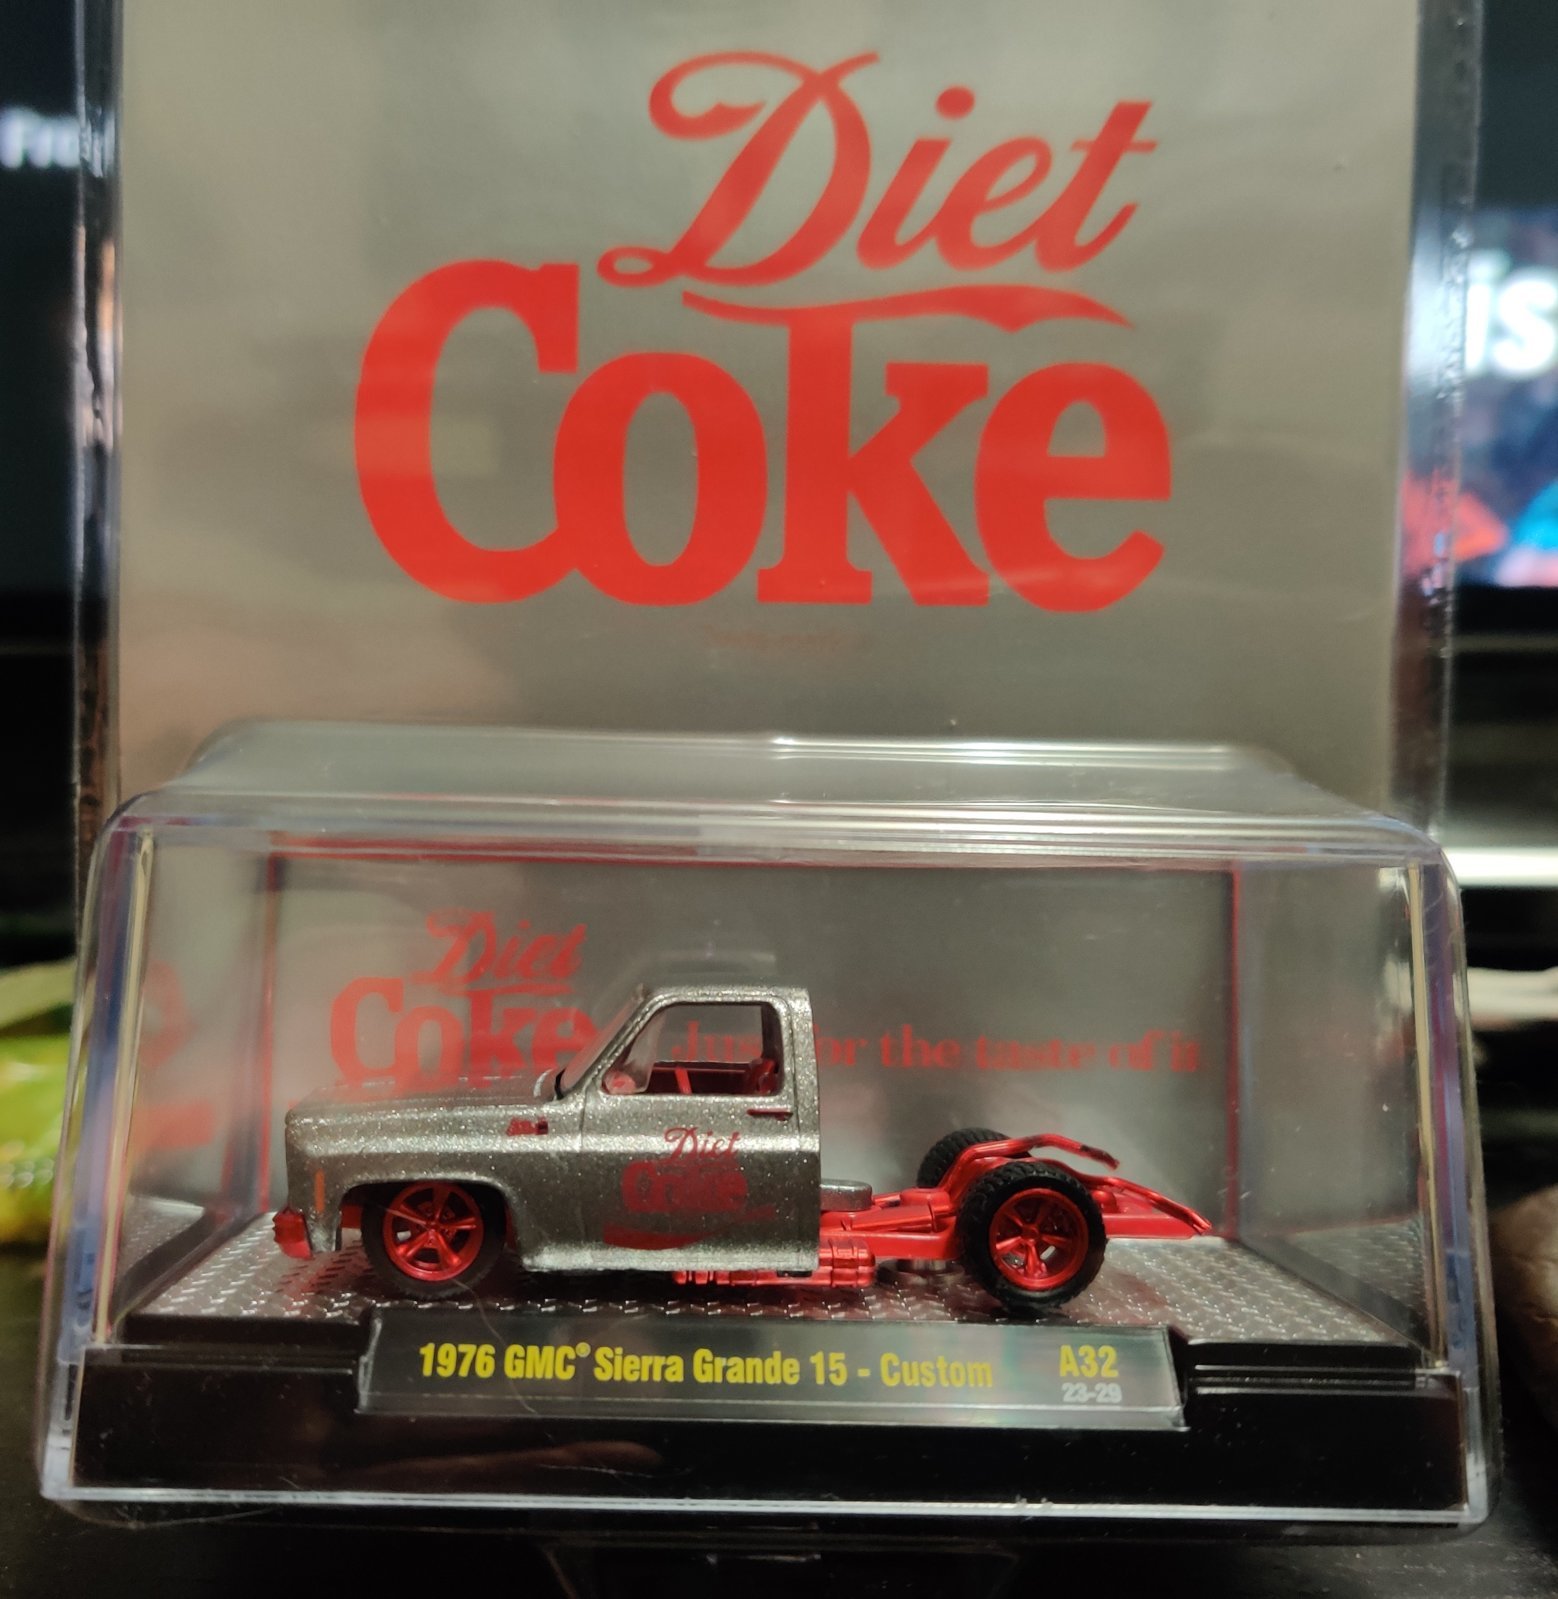 Diet
Coke
Diet
Coke
Just for the taste of it
Diet
Coke
1976 GMC® Sierra Grande 15 - Custom A32
23-29